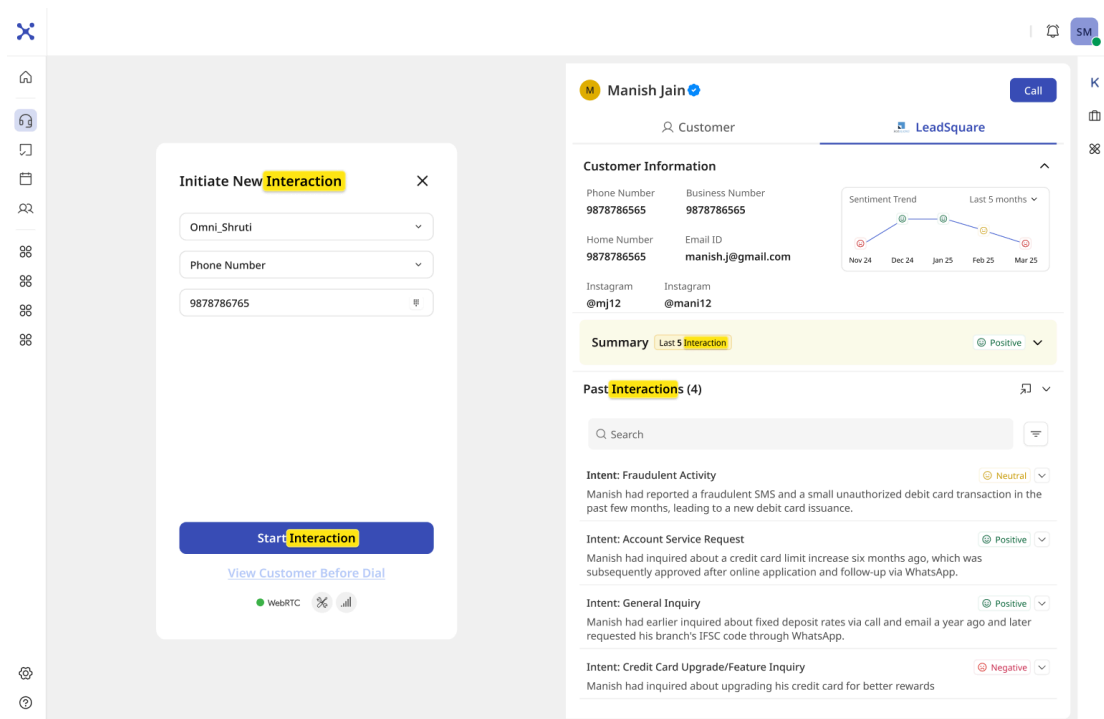 SM
Initiate New Interaction
Omni_Shruti
Phone Number
9878786765
Start Interaction
View Customer Before Dial
WebRTC
M Manish Jain
Call
Customer
LeadSquare
Customer Information
Phone Number Business Number
9878786565 9878786565
Home Number Email ID
9878786565 manish.j@gmail.com
Instagram Instagram
@mj12 @mani12
Sentiment Trend Last 5 months
Nov 24 Dec 24 Jan 25 Feb 25 Mar 25
Summary Last 5 Interaction Positive
Past Interactions (4)
Search
Intent: Fraudulent Activity Neutral
Manish had reported a fraudulent SMS and a small unauthorized debit card transaction in the
past few months, leading to a new debit card issuance.
Intent: Account Service Request Positive
Manish had inquired about a credit card limit increase six months ago, which was
subsequently approved after online application and follow-up via WhatsApp.
Intent: General Inquiry Positive
Manish had earlier inquired about fixed deposit rates via call and email a year ago and later
requested his branch's IFSC code through WhatsApp.
Intent: Credit Card Upgrade/Feature Inquiry Negative
Manish had inquired about upgrading his credit card for better rewards
K